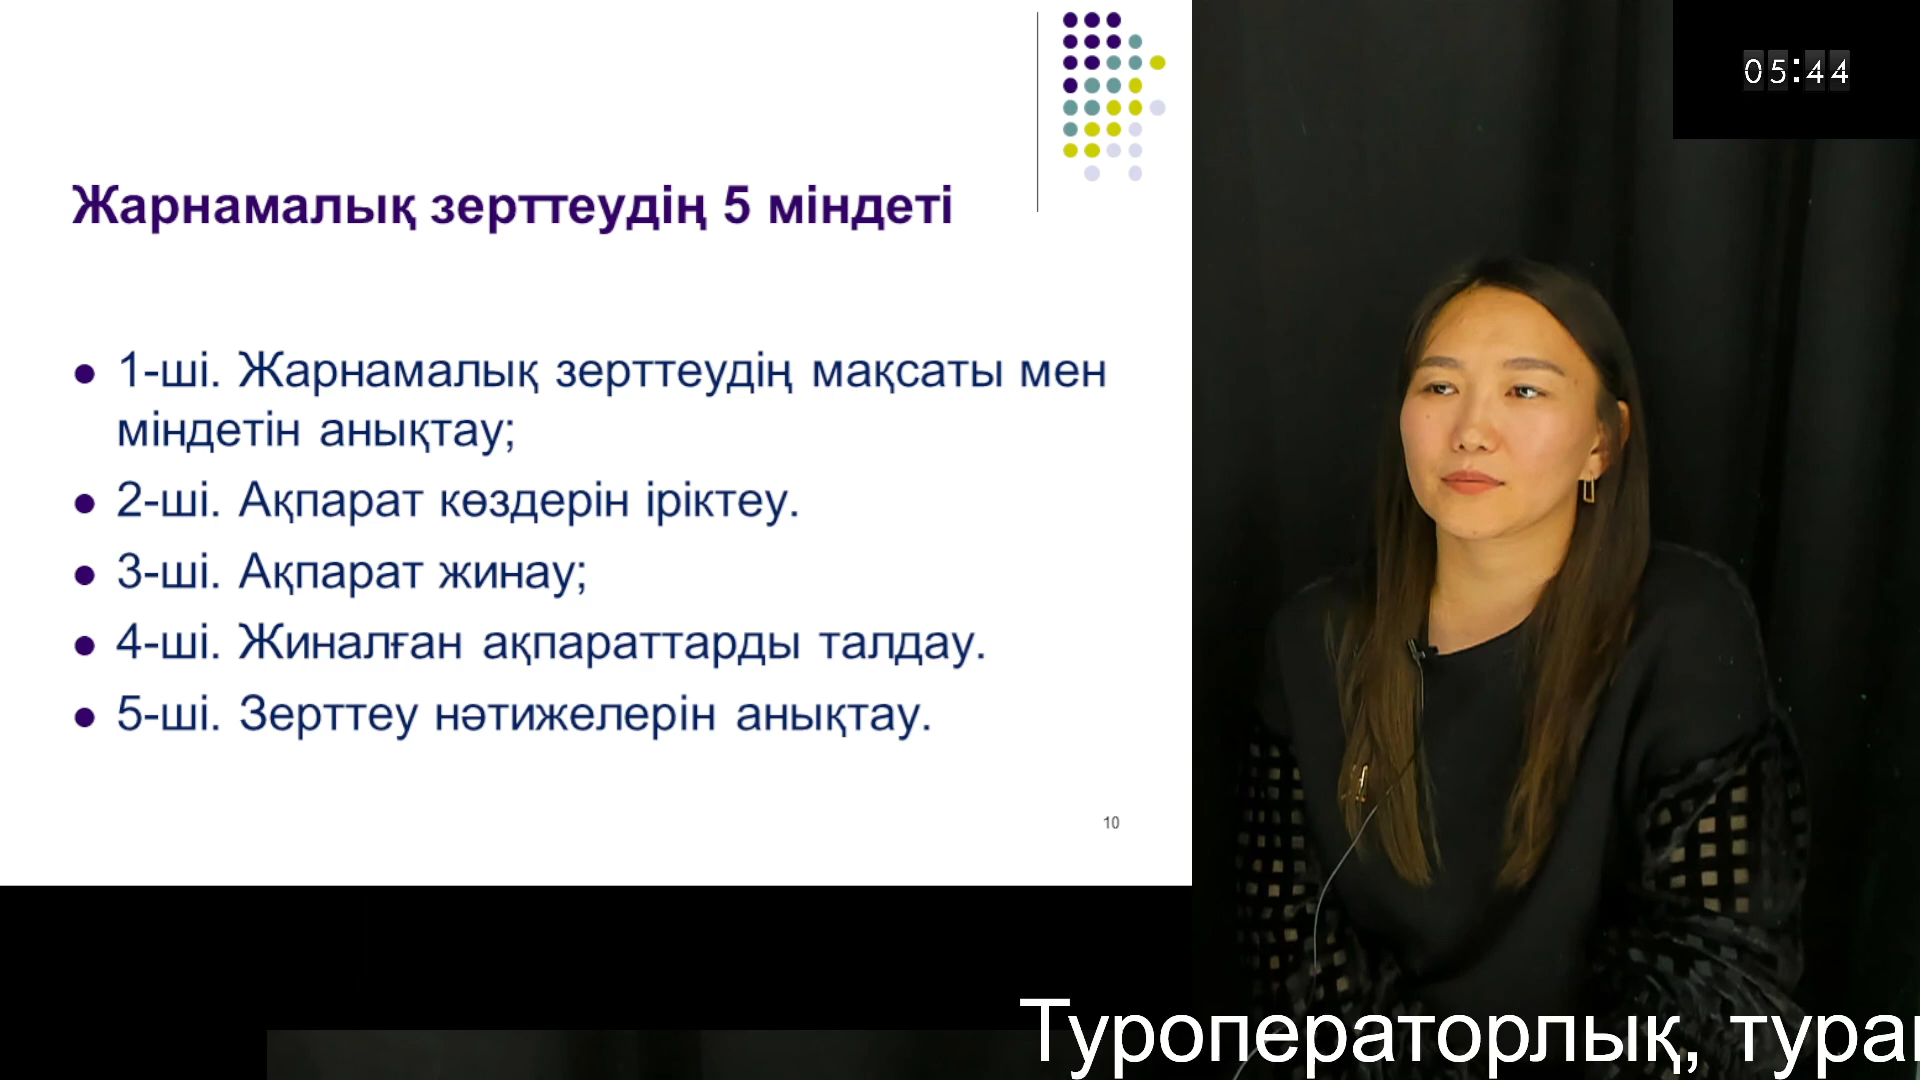 05:44
Жарнамалық зерттеудің 5 міндеті
1-ші. Жарнамалық зерттеудің мақсаты мен
міндетін анықтау;
2-ші. Ақпарат көздерін іріктеу.
3-ші. Ақпарат жинау;
4-ші. Жиналған ақпараттарды талдау.
5-ші. Зерттеу нәтижелерін анықтау.
10
Туроператорлық,